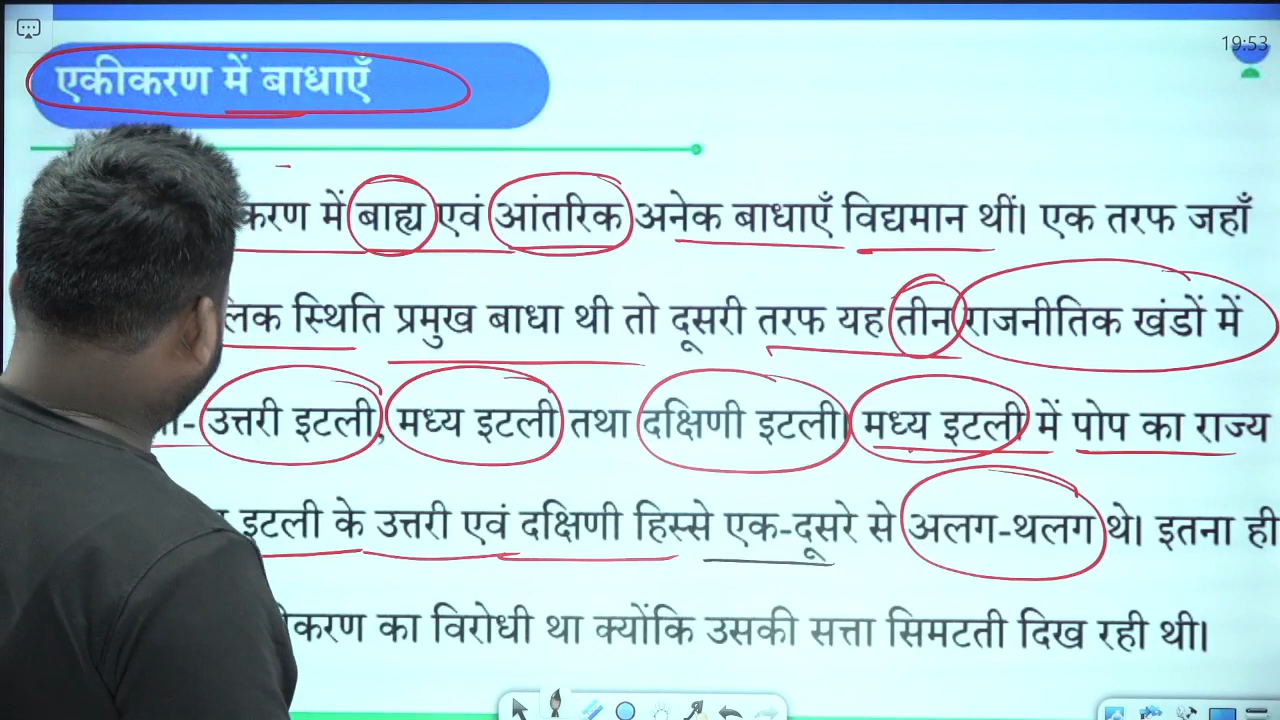 19:53
एकीकरण में बाधाएँ
में बाह्य एवं आंतरिक अनेक बाधाएँ विद्यमान थीं। एक तरफ जहाँ
स्थिति प्रमुख बाधा थी तो दूसरी तरफ यह तीन राजनीतिक खंडों में
उत्तरी इटली, मध्य इटली तथा दक्षिणी इटली। मध्य इटली में पोप का राज्य
इटली के उत्तरी एवं दक्षिणी हिस्से एक-दूसरे से अलग-थलग थे। इतना ही
का विरोधी था क्योंकि उसकी सत्ता सिमटती दिख रही थी।